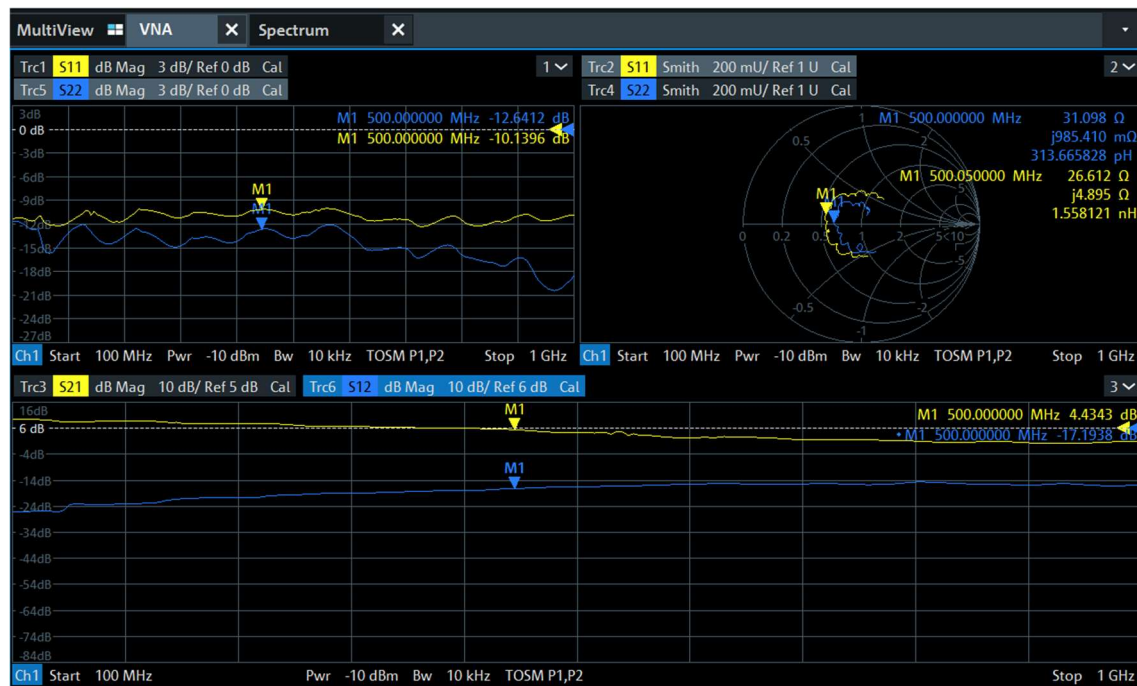 MultiView VNA X Spectrum X
Trc1 S11 dB Mag 3 dB/ Ref 0 dB Cal 1
Trc5 S22 dB Mag 3 dB/ Ref 0 dB Cal
3dB
M1 500.000000 MHz -12.6412 dB
0 dB
M1 500.000000 MHz -10.1396 dB
-3dB
-6dB
M1
-9dB
M1
-12dB
-15dB
-18dB
-21dB
-24dB
-27dB
Ch1 Start 100 MHz Pwr -10 dBm Bw 10 kHz TOSM P1,P2 Stop 1 GHz
Trc2 S11 Smith 200 mU/ Ref 1 U Cal 2
Trc4 S22 Smith 200 mU/ Ref 1 U Cal
M1 500.000000 MHz 31.098 Ω
j985.410 mΩ
313.665828 pH
M1 500.050000 MHz 26.612 Ω
j4.895 Ω
1.558121 nH
1
0.5
2
5
M1
0 0.2 0.5 1 2 5 10
-5
-0.5 -2
-1
Ch1 Start 100 MHz Pwr -10 dBm Bw 10 kHz TOSM P1,P2 Stop 1 GHz
Trc3 S21 dB Mag 10 dB/ Ref 5 dB Cal Trc6 S12 dB Mag 10 dB/ Ref 6 dB Cal 3
16dB
M1
M1 500.000000 MHz 4.4343 dB
6 dB
• M1 500.000000 MHz -17.1938 dB
-4dB
M1
-14dB
-24dB
-34dB
-44dB
-54dB
-64dB
-74dB
-84dB
Ch1 Start 100 MHz Pwr -10 dBm Bw 10 kHz TOSM P1,P2 Stop 1 GHz